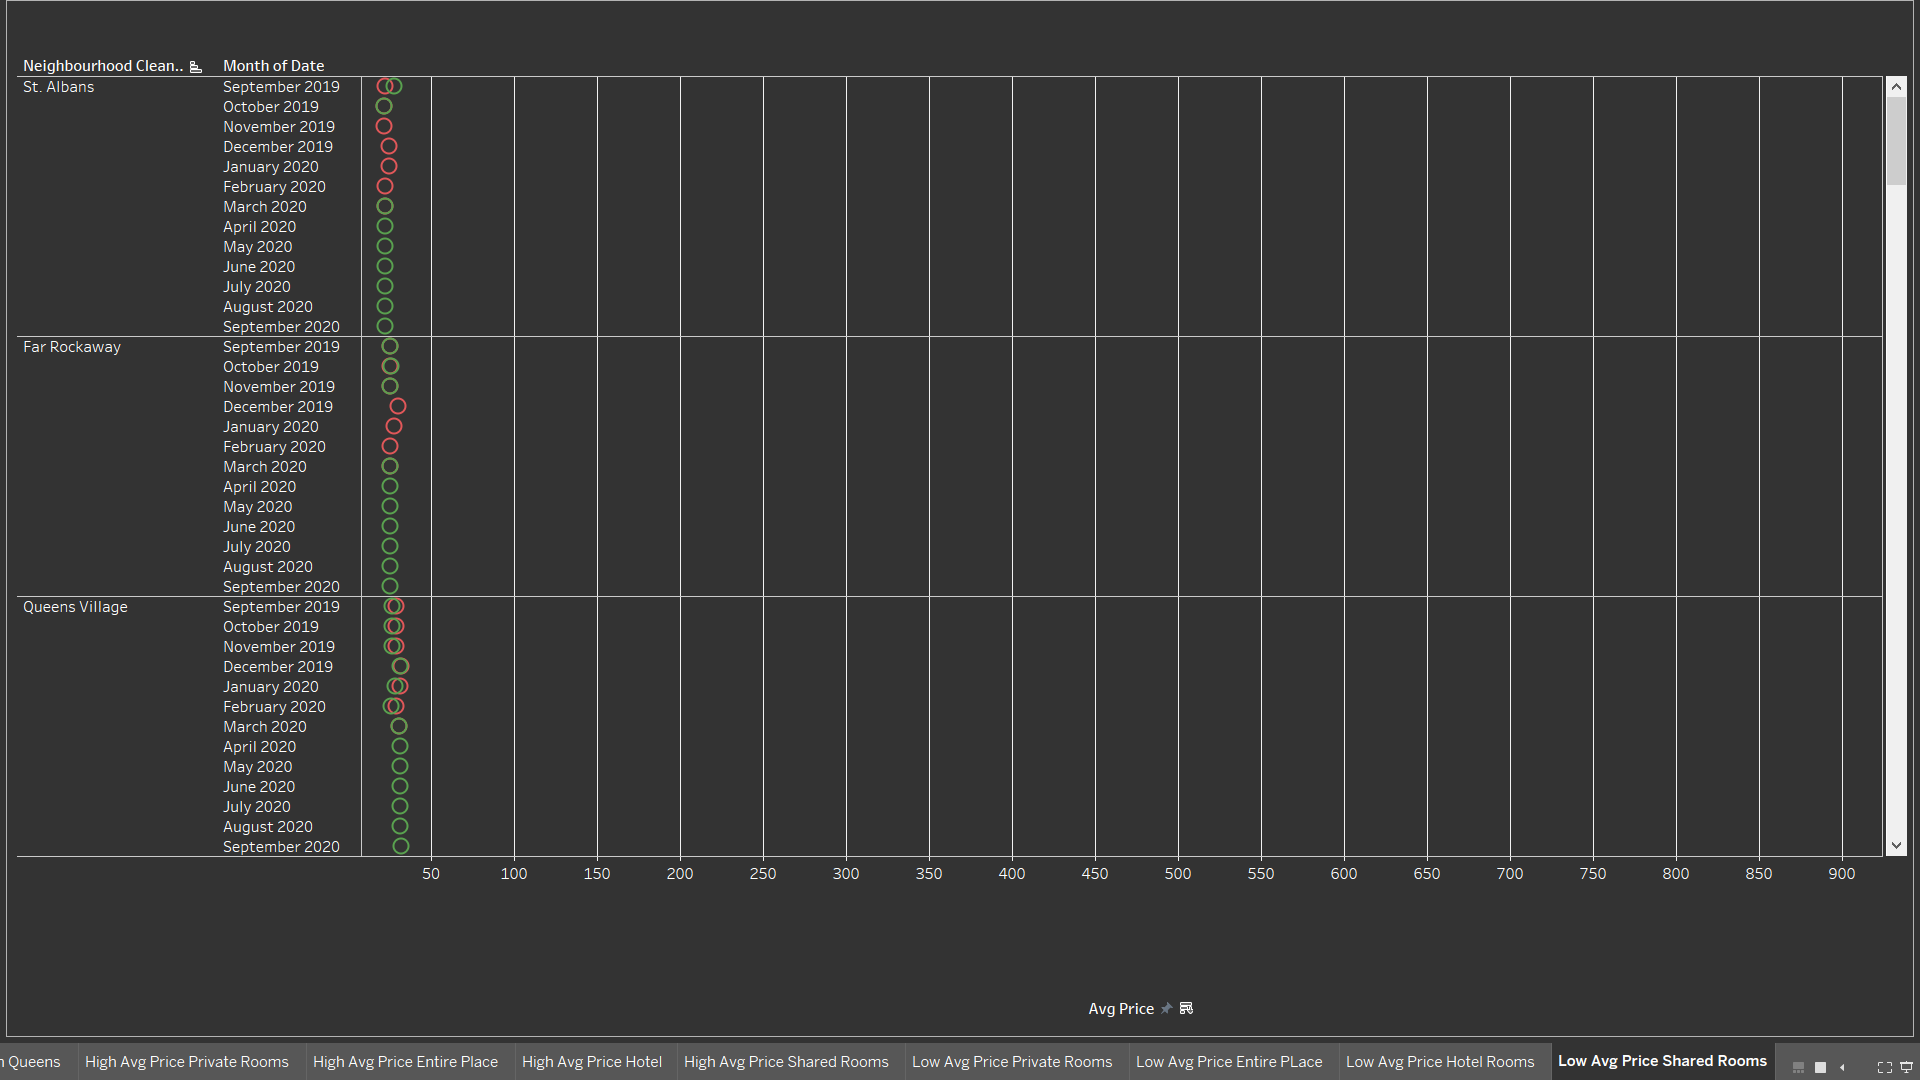 Neighbourhood Clean.. Month of Date
St. Albans September 2019
October 2019
November 2019
December 2019
January 2020
February 2020
March 2020
April 2020
May 2020
June 2020
July 2020
August 2020
September 2020
Far Rockaway September 2019
October 2019
November 2019
December 2019
January 2020
February 2020
March 2020
April 2020
May 2020
June 2020
July 2020
August 2020
September 2020
Queens Village September 2019
October 2019
November 2019
December 2019
January 2020
February 2020
March 2020
April 2020
May 2020
June 2020
July 2020
August 2020
September 2020
50 100 150 200 250 300 350 400 450 500 550 600 650 700 750 800 850 900
Avg Price
n Queens High Avg Price Private Rooms High Avg Price Entire Place High Avg Price Hotel High Avg Price Shared Rooms Low Avg Price Private Rooms Low Avg Price Entire PLace Low Avg Price Hotel Rooms Low Avg Price Shared Rooms